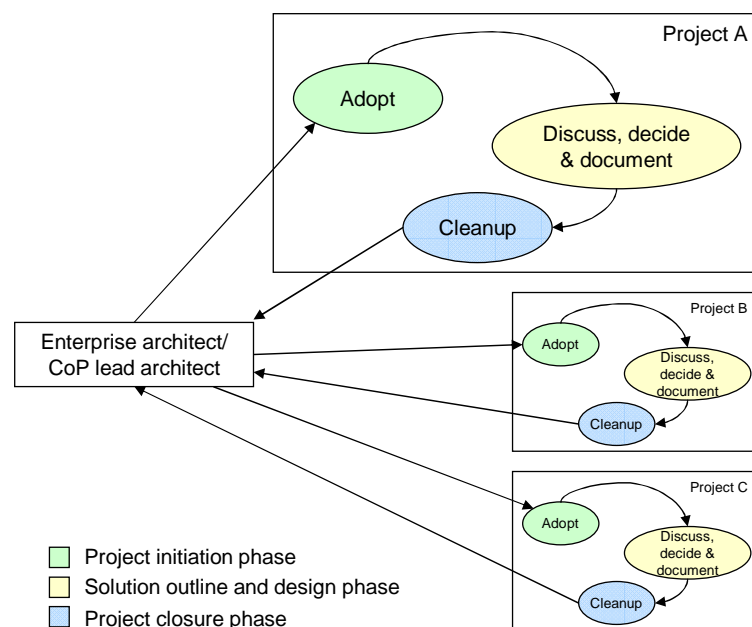 Project A
Adopt
Discuss, decide
& document
Cleanup
Enterprise architect/
CoP lead architect
Project B
Adopt
Discuss,
decide &
document
Cleanup
Project C
Adopt
Discuss,
decide &
document
Cleanup
Project initiation phase
Solution outline and design phase
Project closure phase